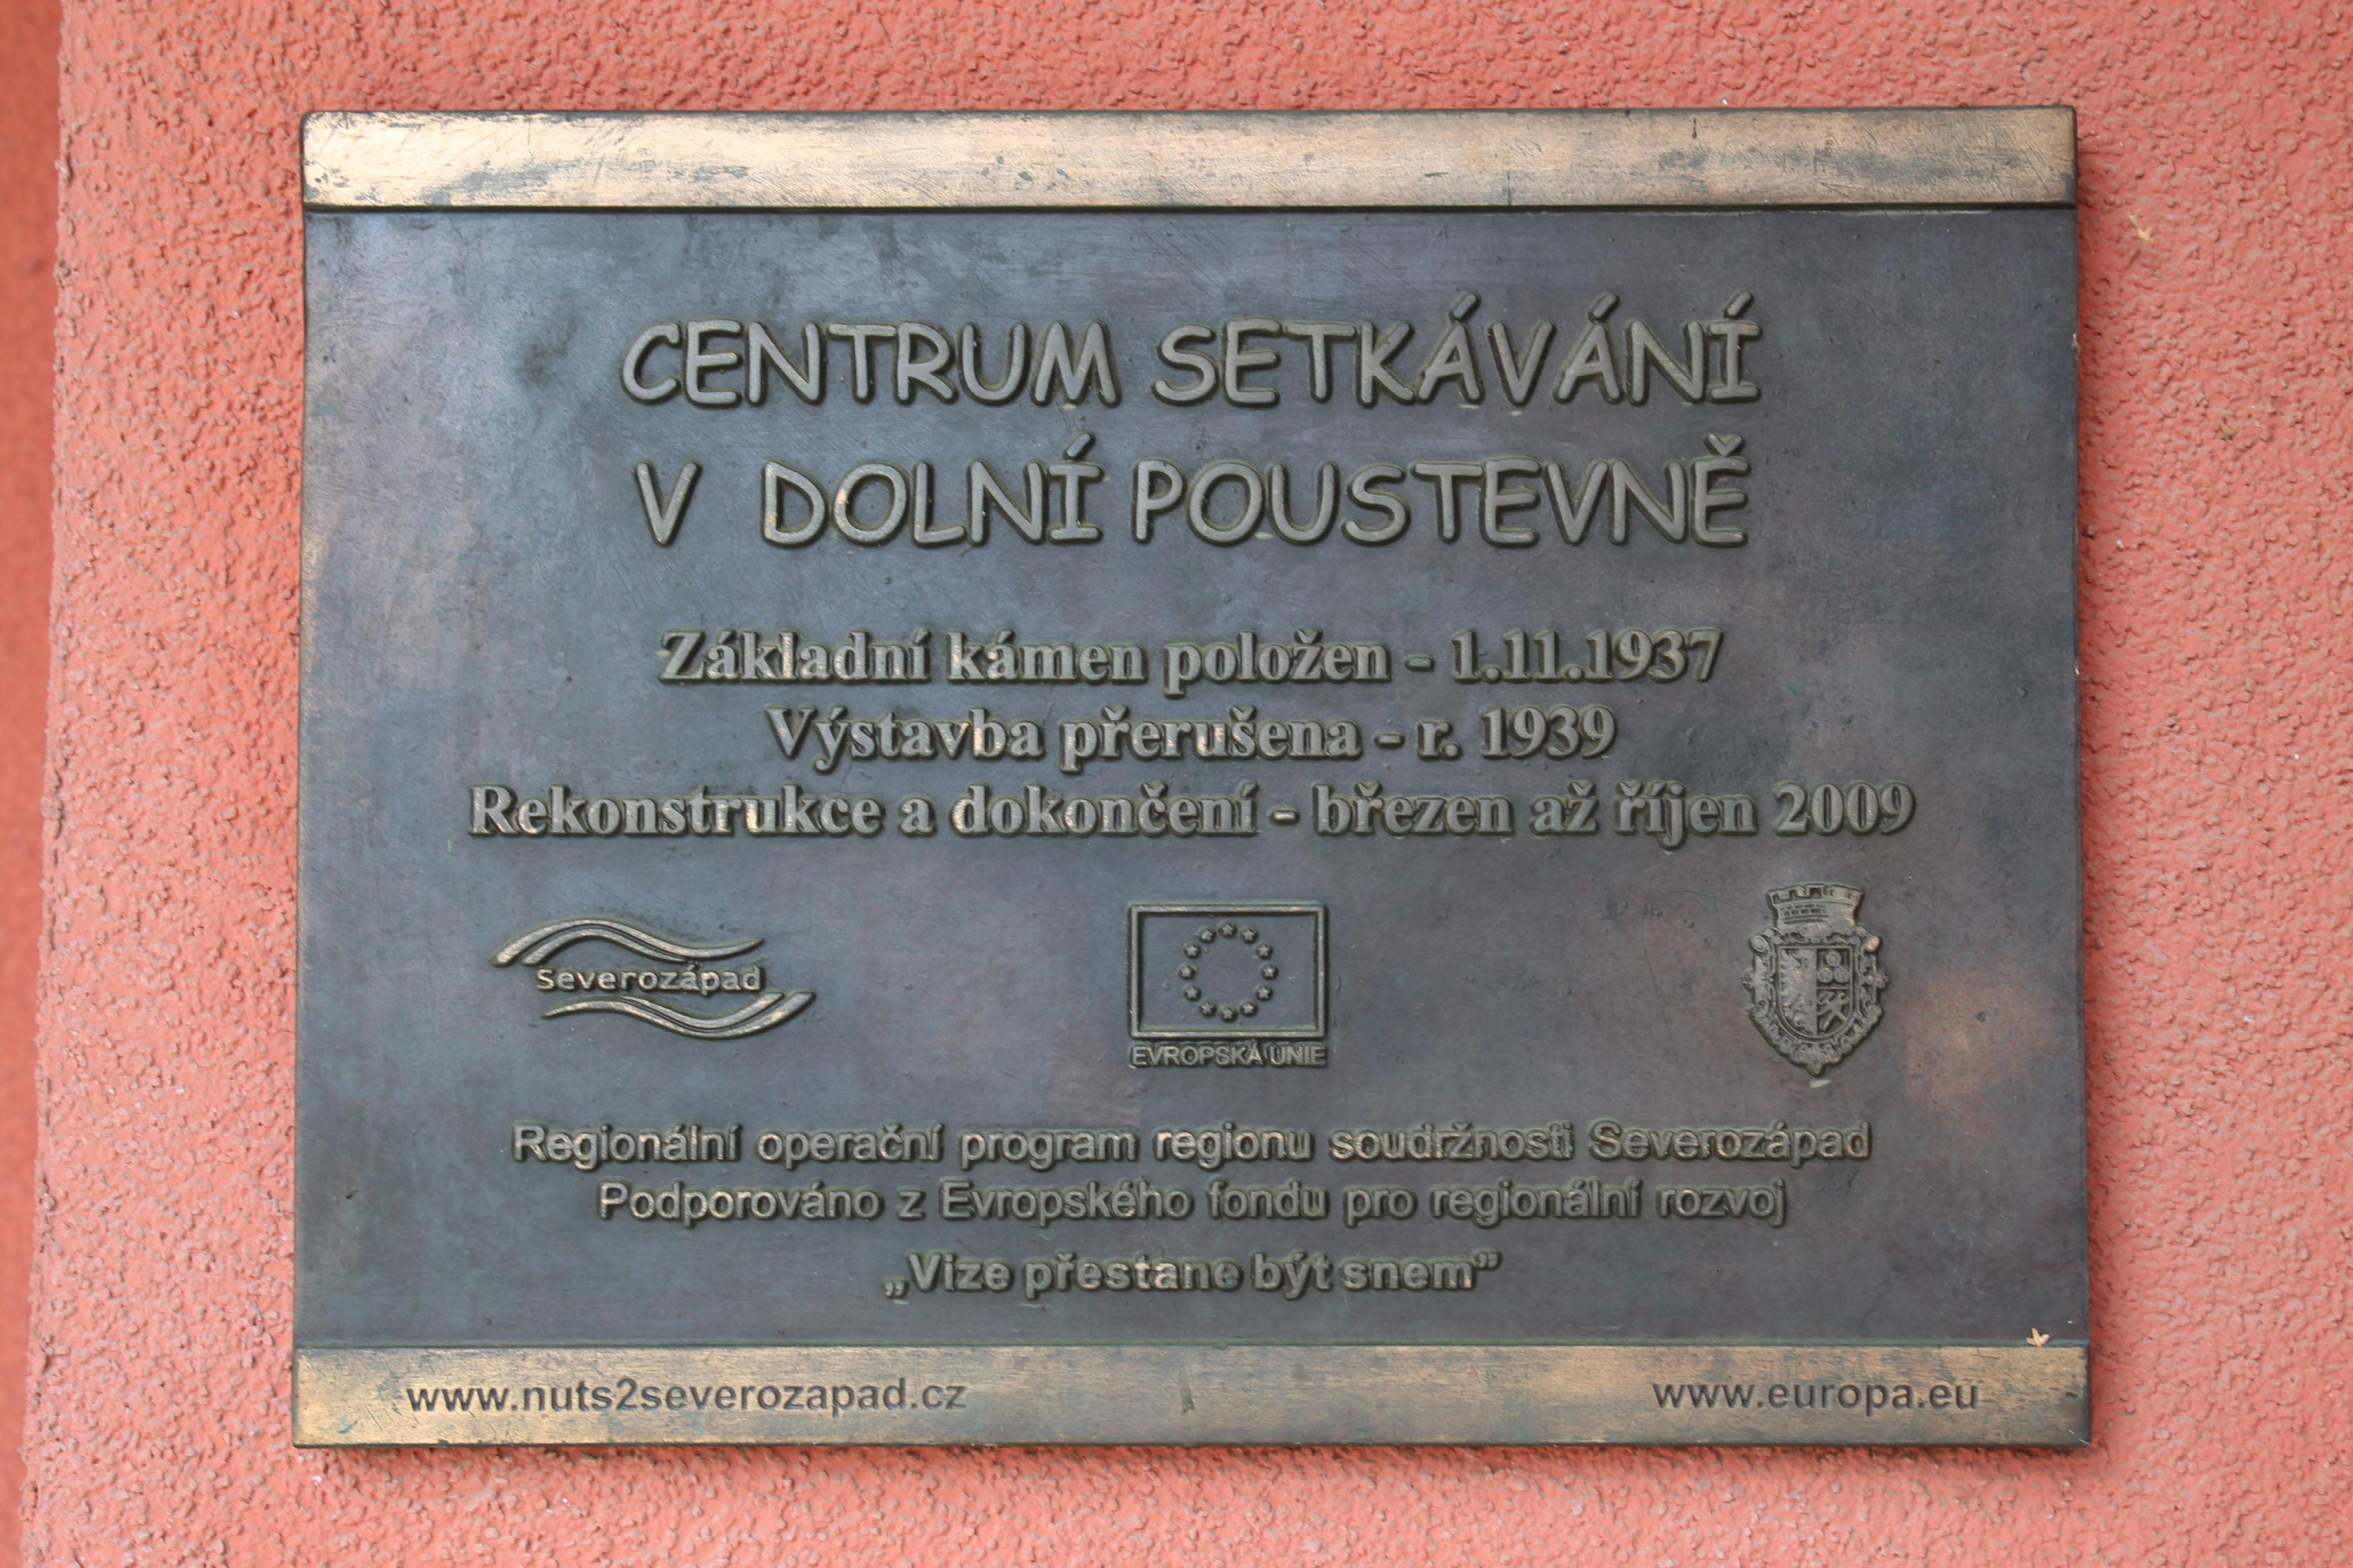 CENTRUM SETKÁVÁNÍ
V DOLNÍ POUSTEVNĚ
Základní kámen položen - 1.11.1937
Výstavba přerušena - r. 1939
Rekonstrukce a dokončení - březen až říjen 2009
Severozápad
EVROPSKÁ UNIE
Regionální operační program regionu soudržnosti Severozápad
Podporováno z Evropského fondu pro regionální rozvoj
„Vize přestane být snem”
www.nuts2severozapad.cz
www.europa.eu